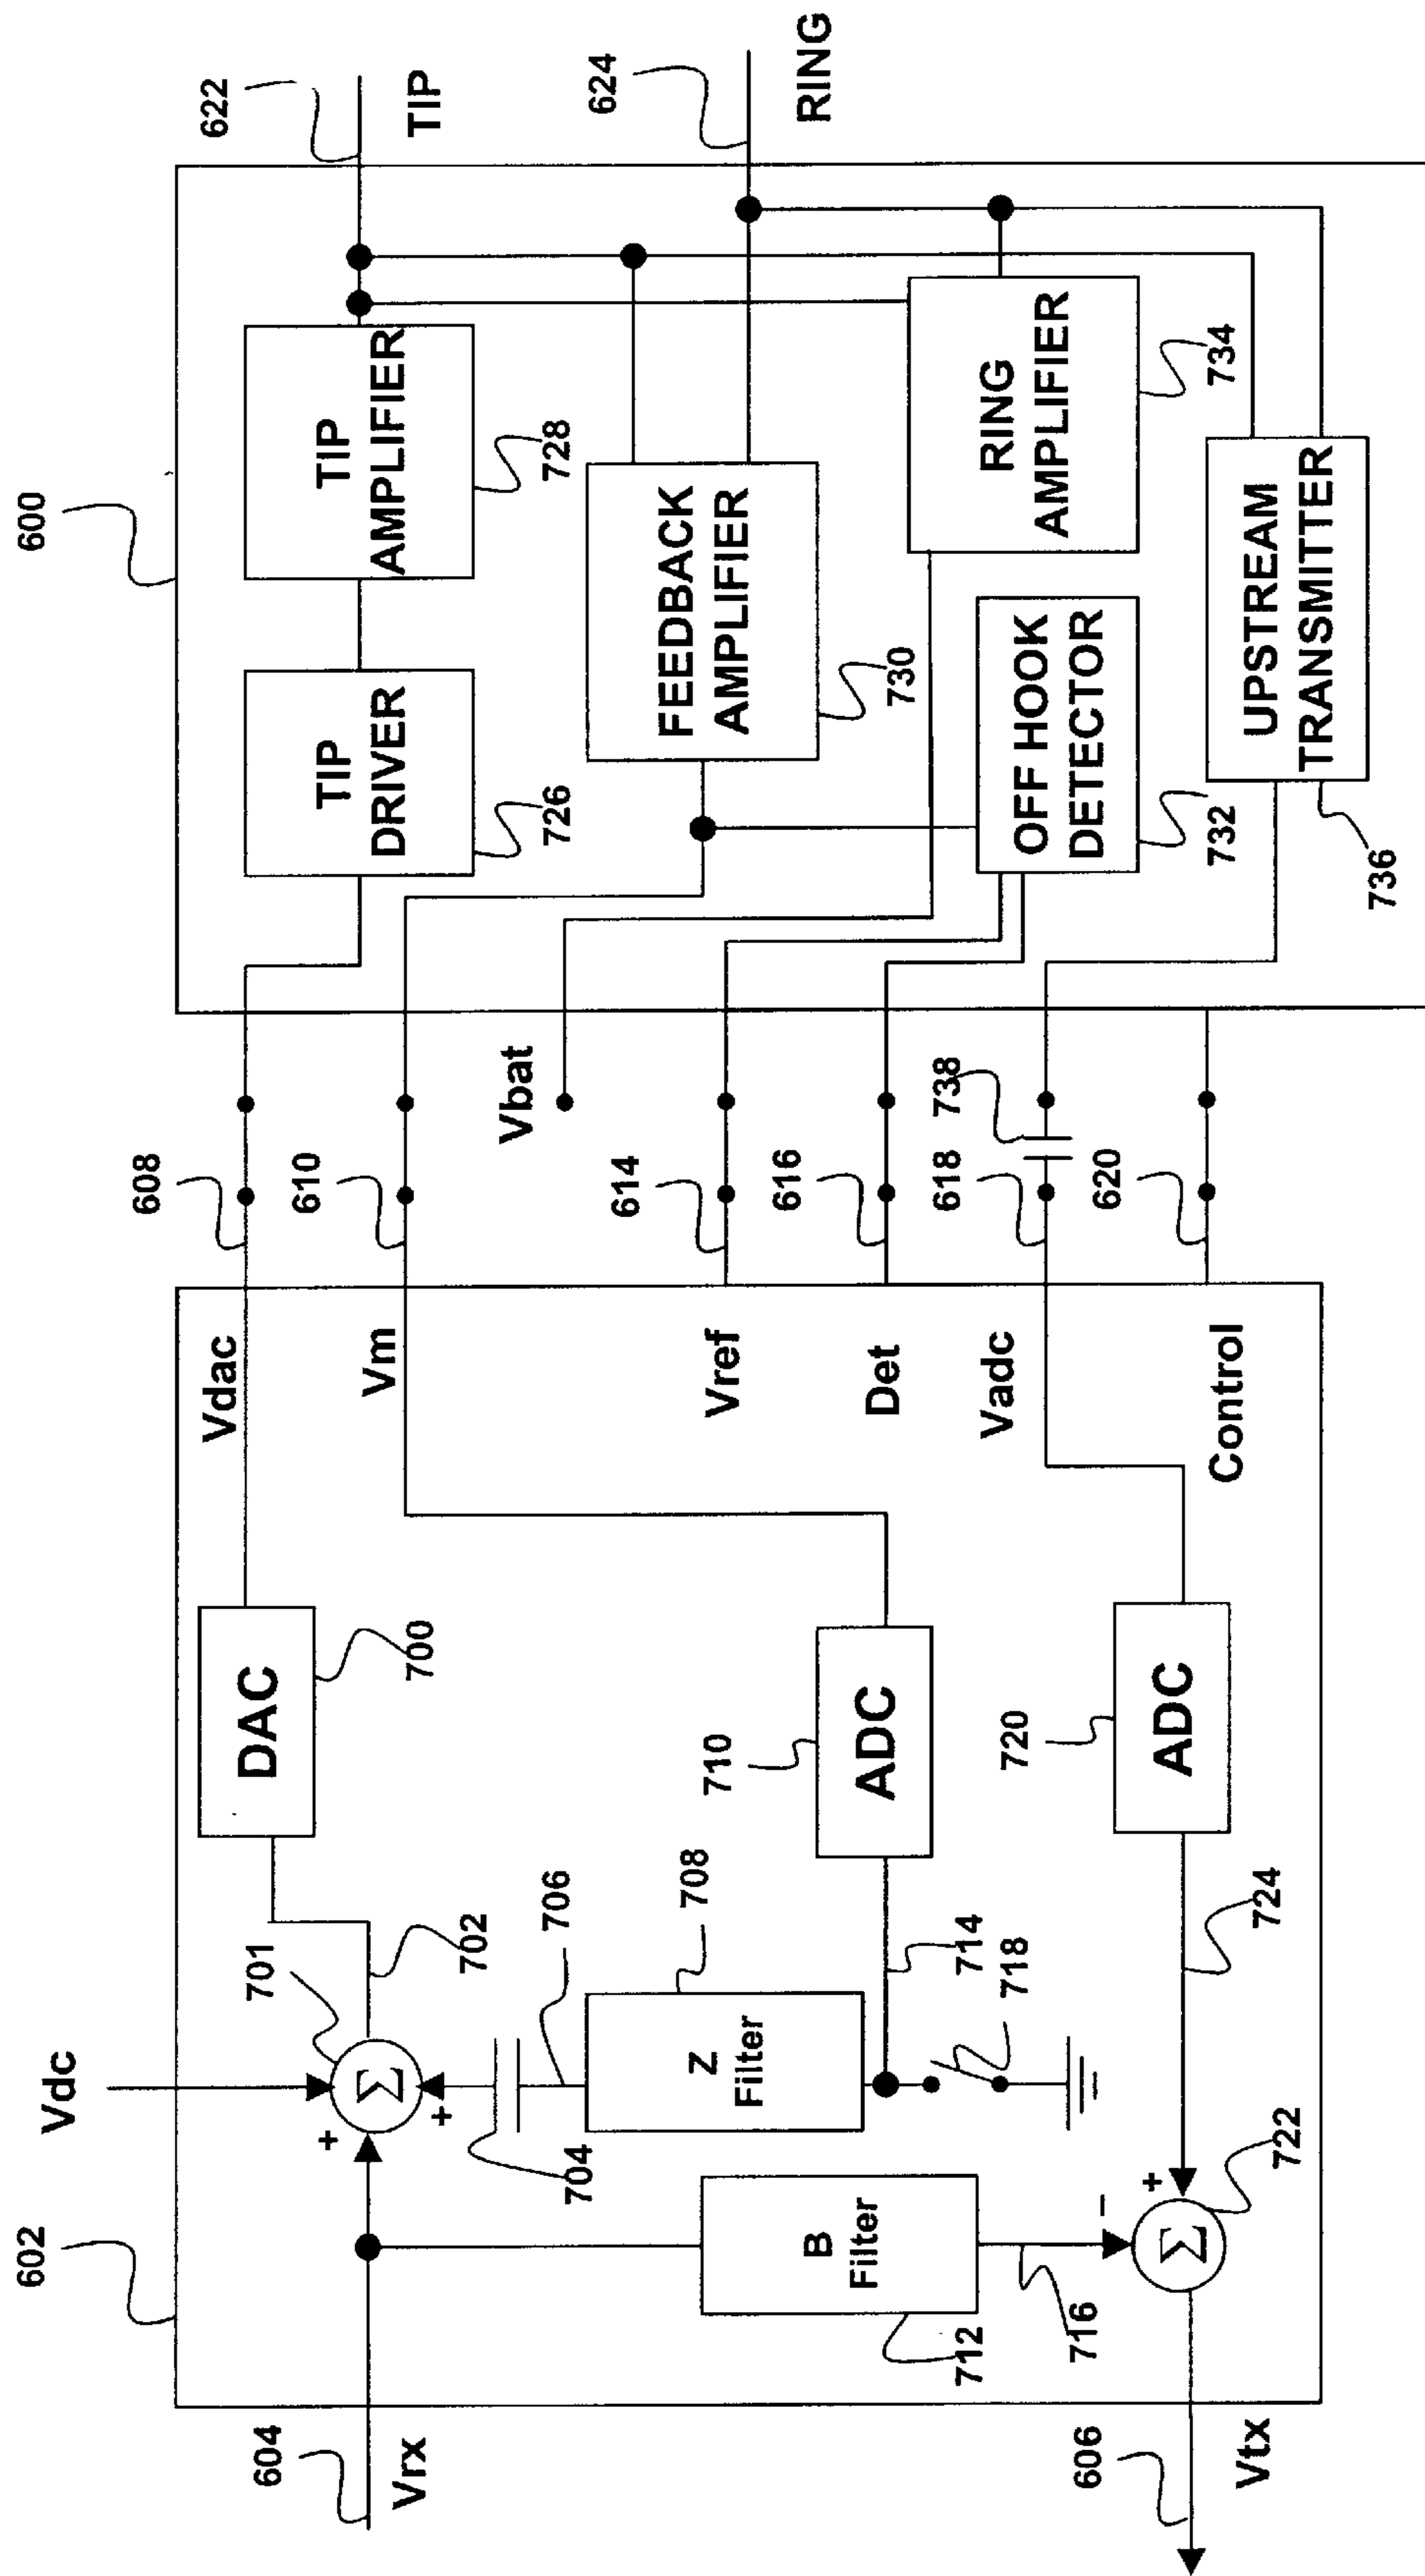 600
622
TIP
624
RING
TIP
DRIVER
726
TIP
AMPLIFIER
728
FEEDBACK
AMPLIFIER
730
OFF HOOK
DETECTOR
732
RING
AMPLIFIER
734
UPSTREAM
TRANSMITTER
736
608
610
Vbat
614
616
618
738
620
602
604
Vrx
Vdc
701
+
+
Σ
702
DAC
700
Vdac
Vm
Vref
Det
Vadc
Control
704
706
Z
Filter
708
710
ADC
714
718
B
Filter
712
716
720
ADC
724
−
+
Σ
722
606
Vtx